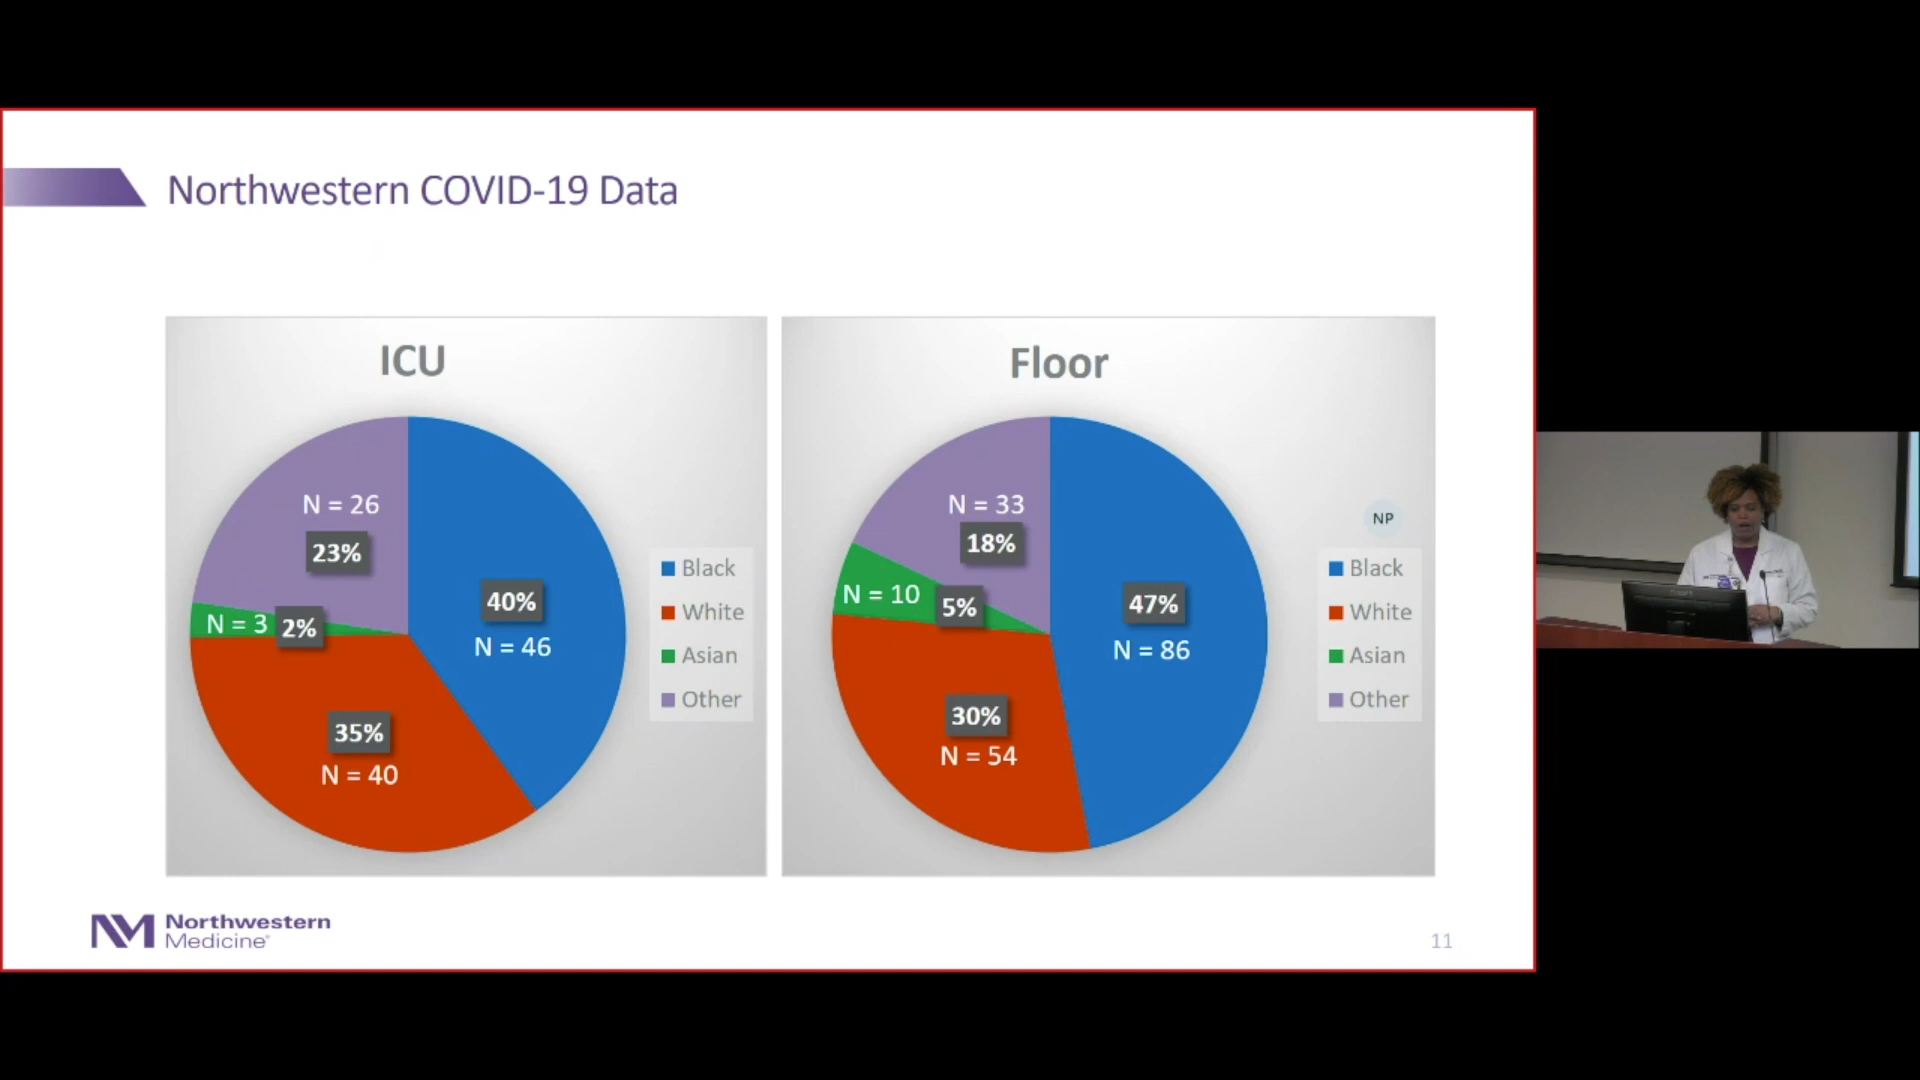 Northwestern COVID-19 Data
ICU
N = 26
23%
40%
N = 46
N = 3
2%
35%
N = 40
Black
White
Asian
Other
Floor
N = 33
18%
N = 10
5%
47%
N = 86
30%
N = 54
NP
Black
White
Asian
Other
Northwestern
Medicine®
11